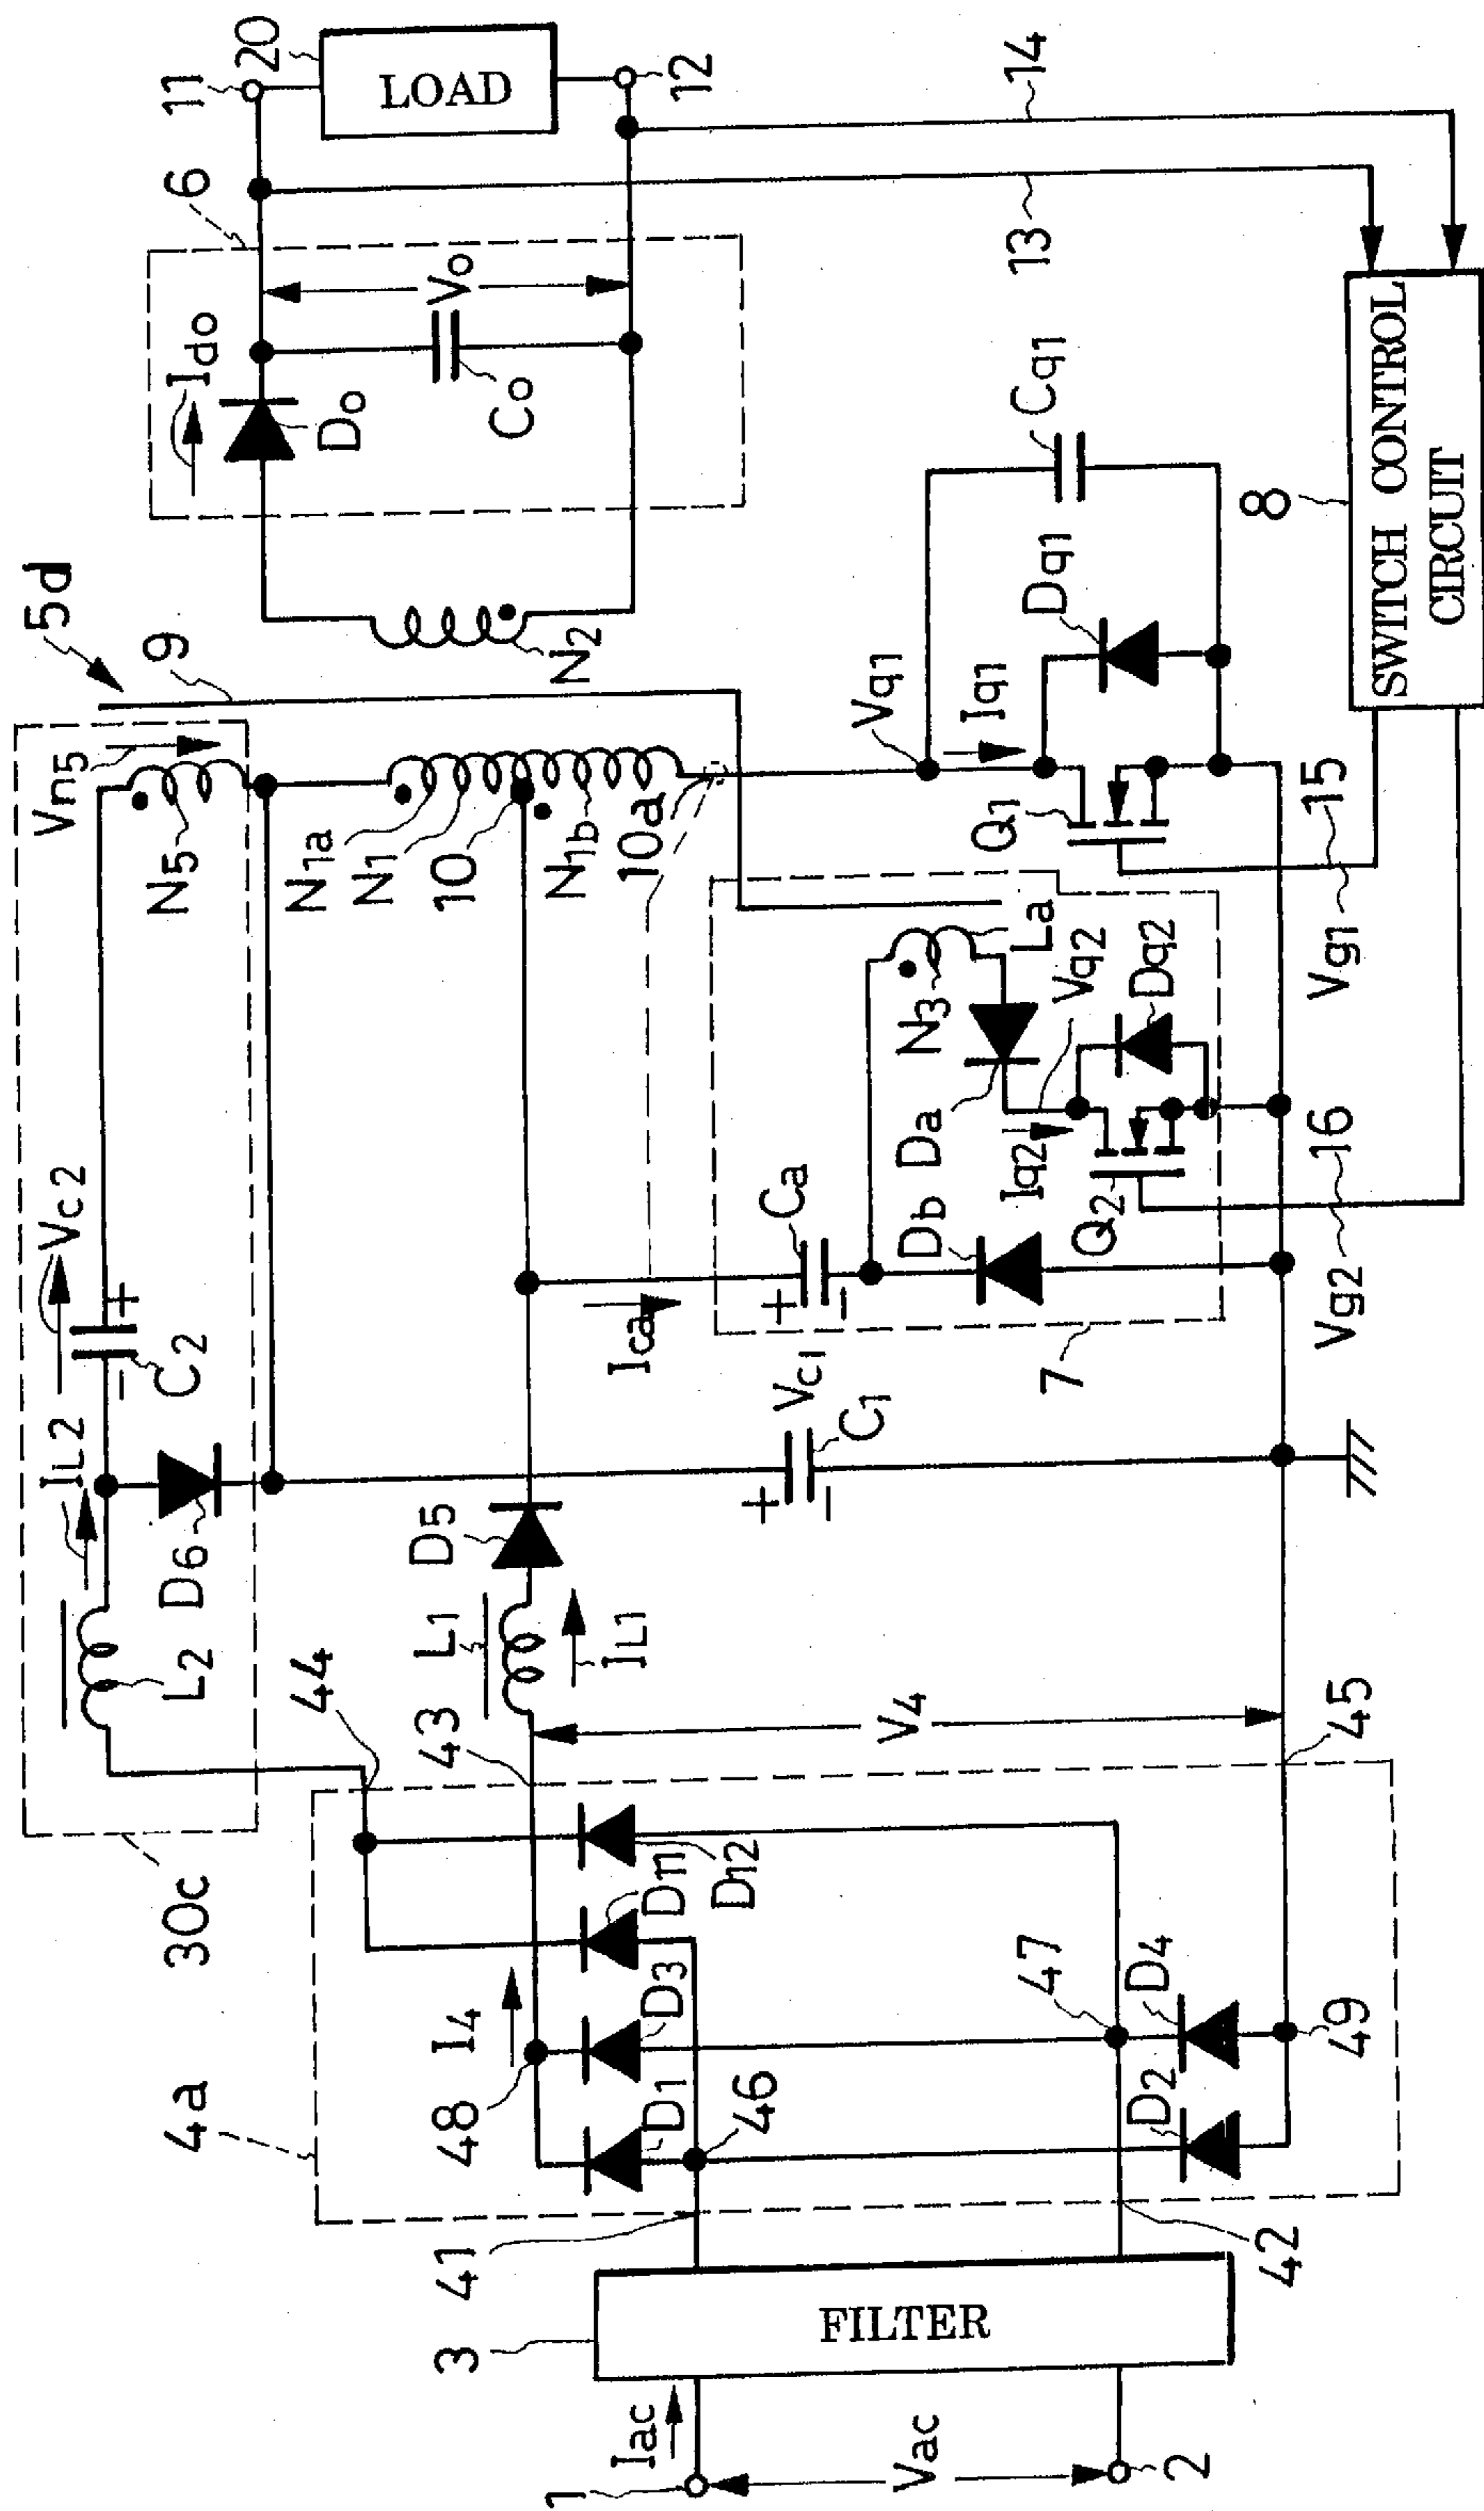 30c
IL2
Vc2
L2
D6
C2
Vn5
N5
5d
9
6
11
20
4a
44
43
L1
D5
N1a
N1
10
N1b
10a
N2
Ido
Do
Co
Vo
LOAD
12
48
I4
IL1
3
41
D1
D3
D11
D12
46
47
D2
D4
49
42
45
V4
1
Iac
Vac
2
FILTER
Ica
Vc1
C1
Ca
7
Db
Da
N3
La
Iq2
Q2
Vq2
Dq2
Vq1
Iq1
Q1
Dq1
Cq1
13
14
Vg2
16
Vg1
15
8
SWITCH CONTROL
CIRCUIT